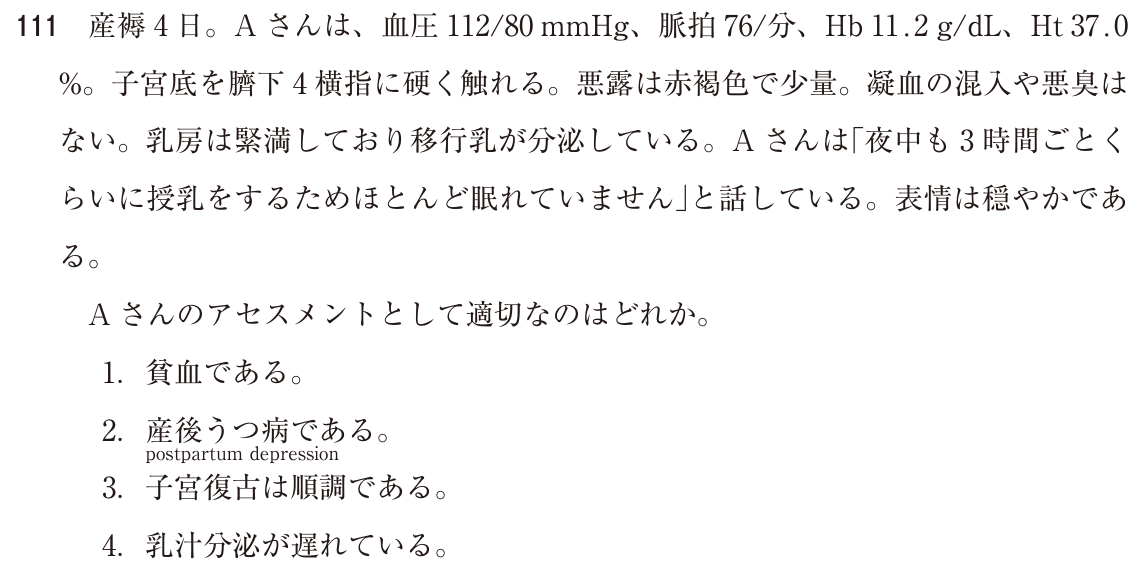 111 産褥 4 日。A さんは、血圧 112/80 mmHg、脈拍 76/分、Hb 11.2 g/dL、Ht 37.0
%。子宮底を臍下 4 横指に硬く触れる。悪露は赤褐色で少量。凝血の混入や悪臭は
ない。乳房は緊満しており移行乳が分泌している。A さんは「夜中も 3 時間ごとく
らいに授乳をするためほとんど眠れていません」と話している。表情は穏やかであ
る。
A さんのアセスメントとして適切なのはどれか。
1. 貧血である。
2. 産後うつ病である。
postpartum depression
3. 子宮復古は順調である。
4. 乳汁分泌が遅れている。